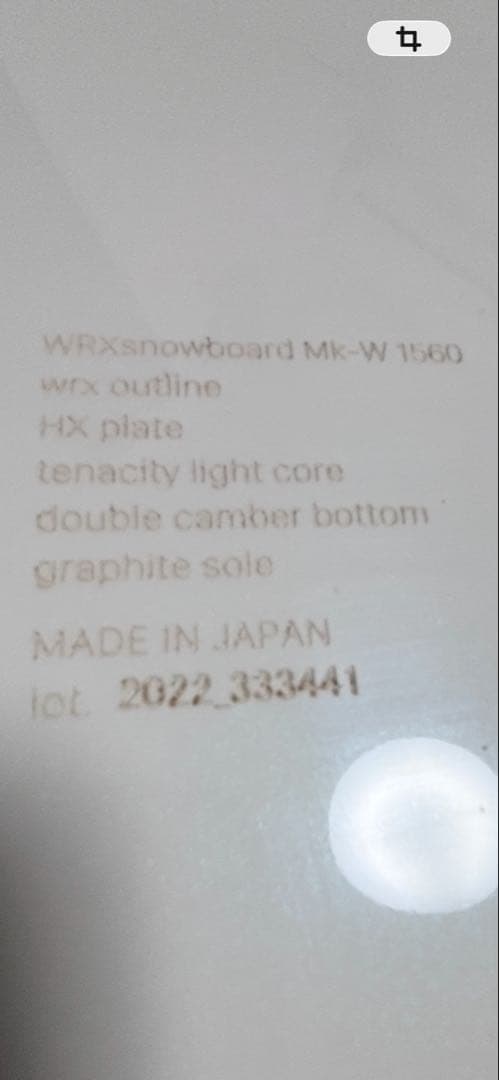 WRXsnowboard Mk-W 1560
wrx outline
HX plate
tenacity light core
double camber bottom
graphite sole
MADE IN JAPAN
lot. 2022_333441